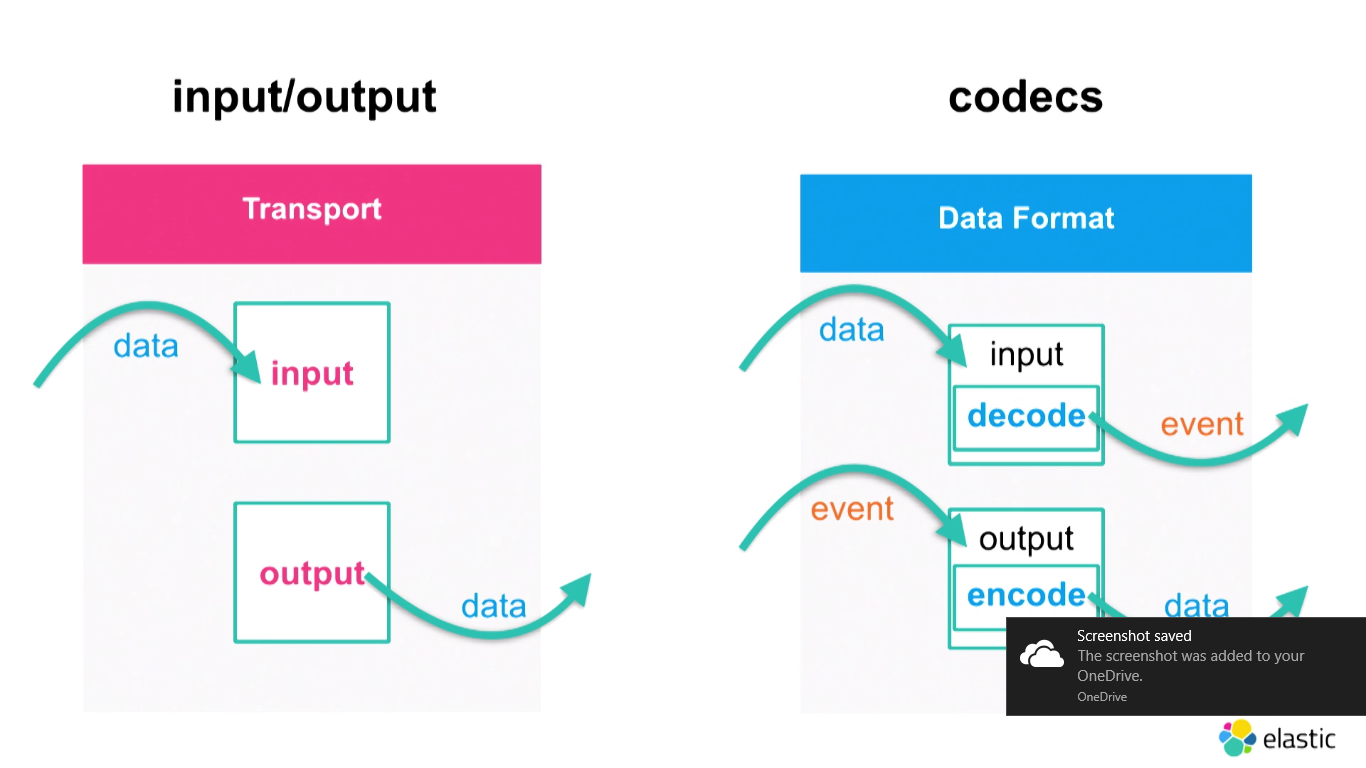 input/output
Transport
data
input
output
data
codecs
Data Format
data
input
decode
event
event
output
encode
data
Screenshot saved
The screenshot was added to your
OneDrive.
OneDrive
elastic